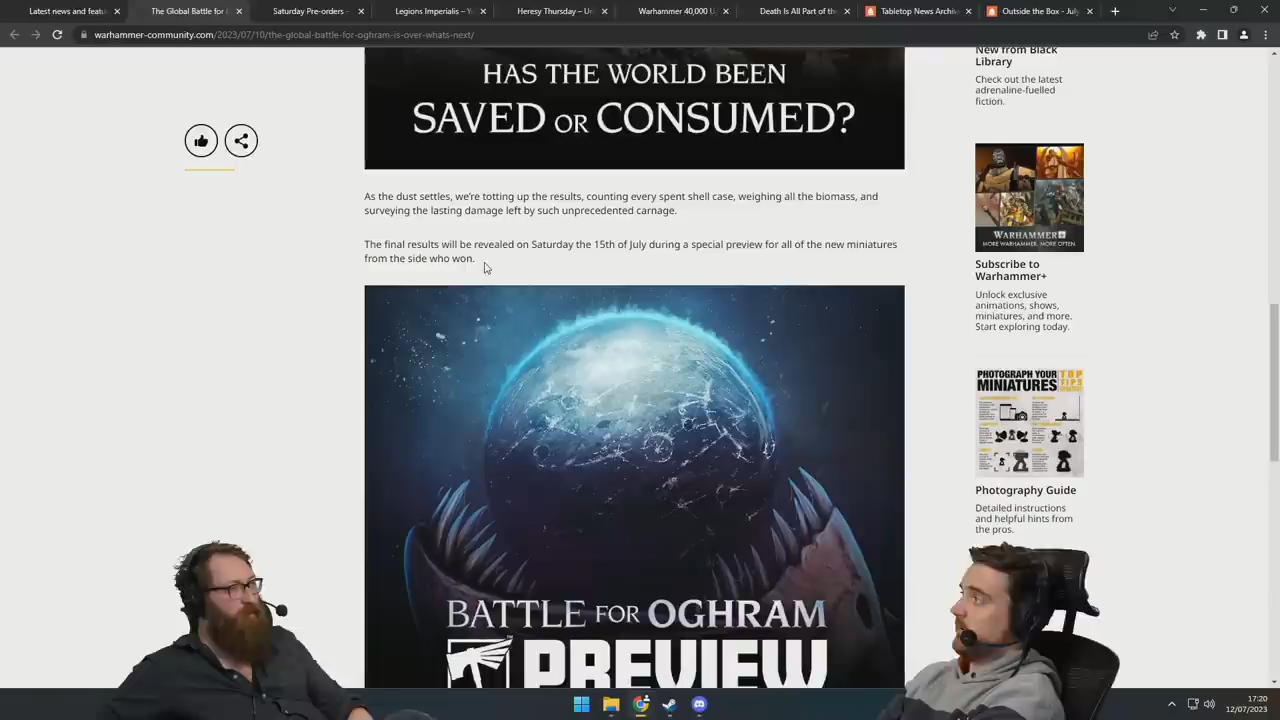 Latest news and featu
The Global Battle for
Saturday Pre-orders –
Legions Imperialis – Yo
Heresy Thursday – Un
Warhammer 40,000 U
Death Is All Part of the
Tabletop News Archive
Outside the Box - July
warhammer-community.com/2023/07/10/the-global-battle-for-oghram-is-over-whats-next/
HAS THE WORLD BEEN
SAVED OR CONSUMED?
As the dust settles, we're totting up the results, counting every spent shell case, weighing all the biomass, and
surveying the lasting damage left by such unprecedented carnage.
The final results will be revealed on Saturday the 15th of July during a special preview for all of the new miniatures
from the side who won.
BATTLE FOR OGHRAM
PREVIEW
New from Black
Library
Check out the latest
adrenaline-fuelled
fiction.
WARHAMMER+
MORE WARHAMMER. MORE OFTEN.
Subscribe to
Warhammer+
Unlock exclusive
animations, shows,
miniatures, and more.
Start exploring today.
PHOTOGRAPH YOUR
MINIATURES
TOP
TIPS
Photography Guide
Detailed instructions
and helpful hints from
the pros.
17:20
12/07/2023